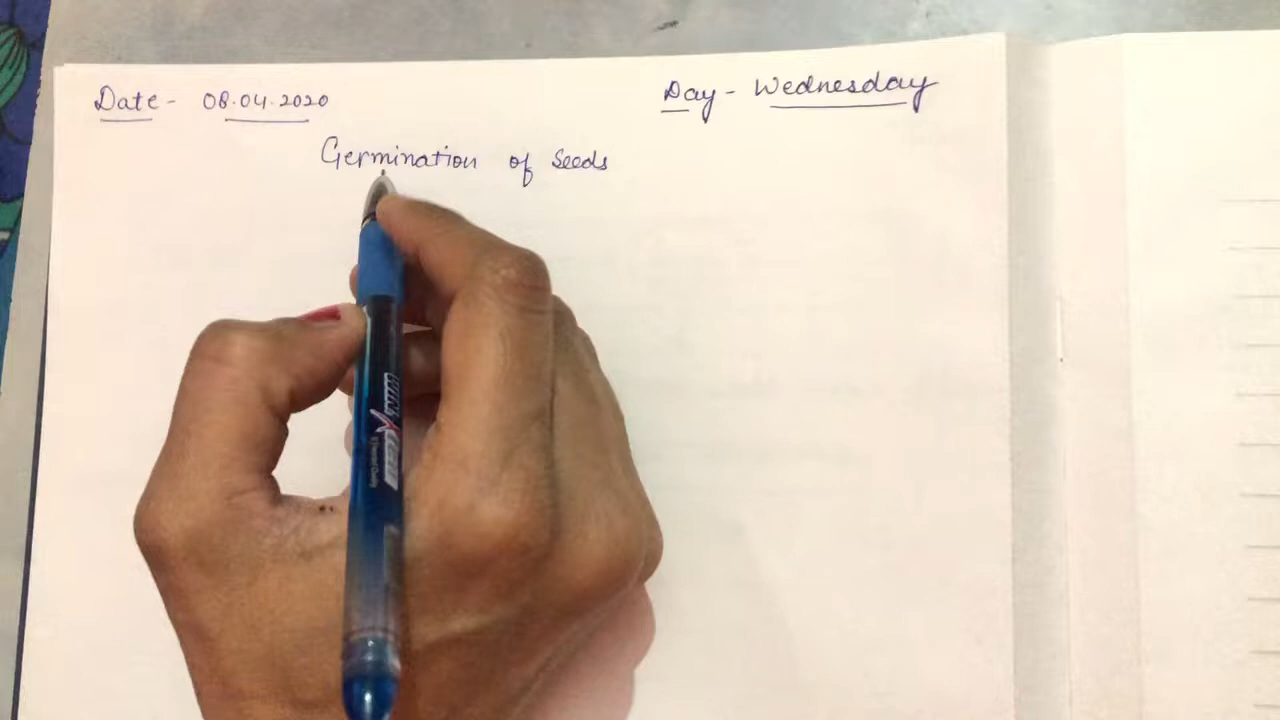 Date - 08.04.2020 Day - Wednesday
Germination of Seeds